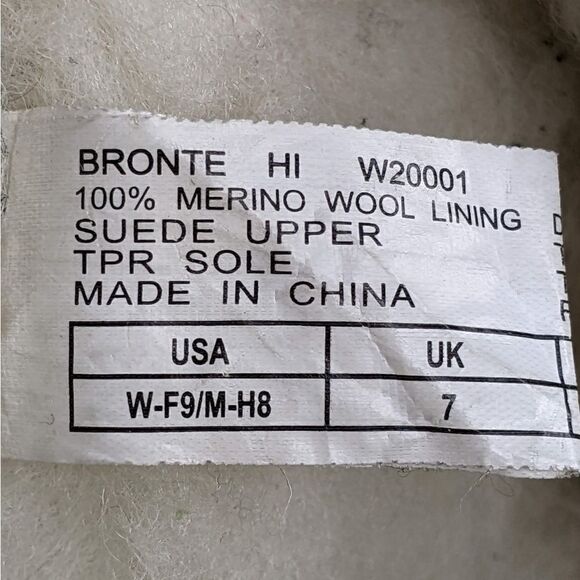 BRONTE HI W20001
100% MERINO WOOL LINING
SUEDE UPPER
TPR SOLE
MADE IN CHINA
USA UK
W-F9/M-H8 7